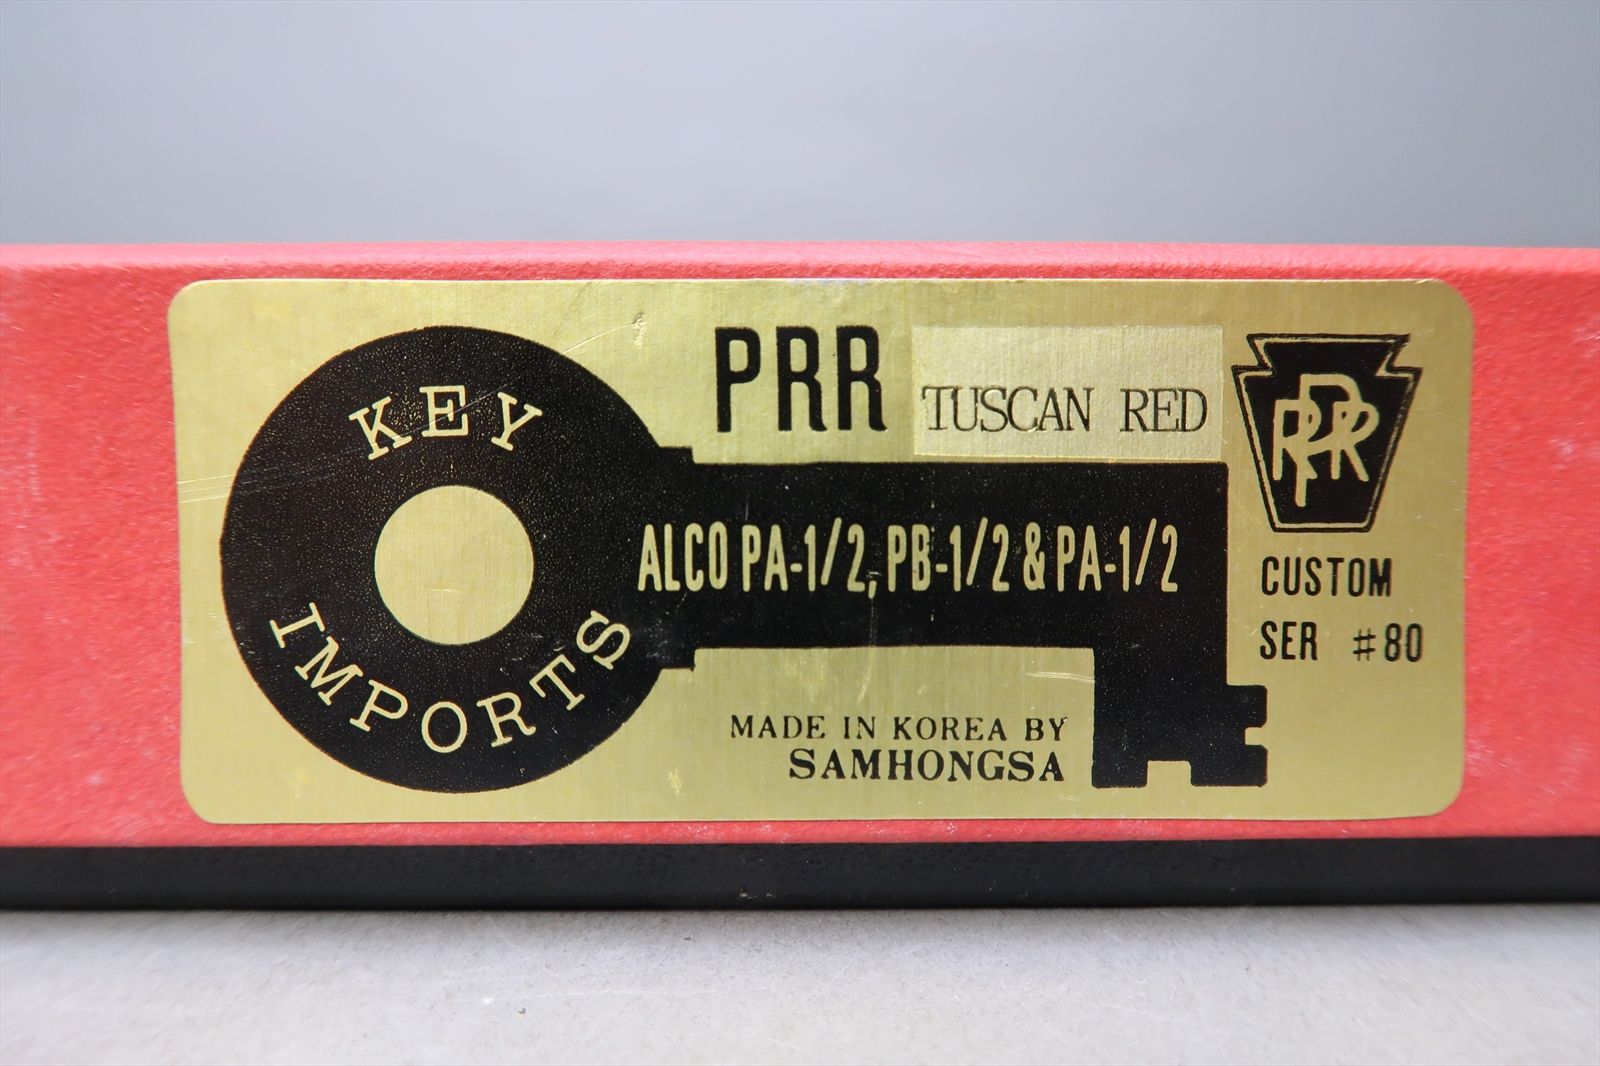 KEY
IMPORTS
PRR TUSCAN RED
PRR
ALCO PA-1/2, PB-1/2 & PA-1/2
CUSTOM
SER #80
MADE IN KOREA BY
SAMHONGSA